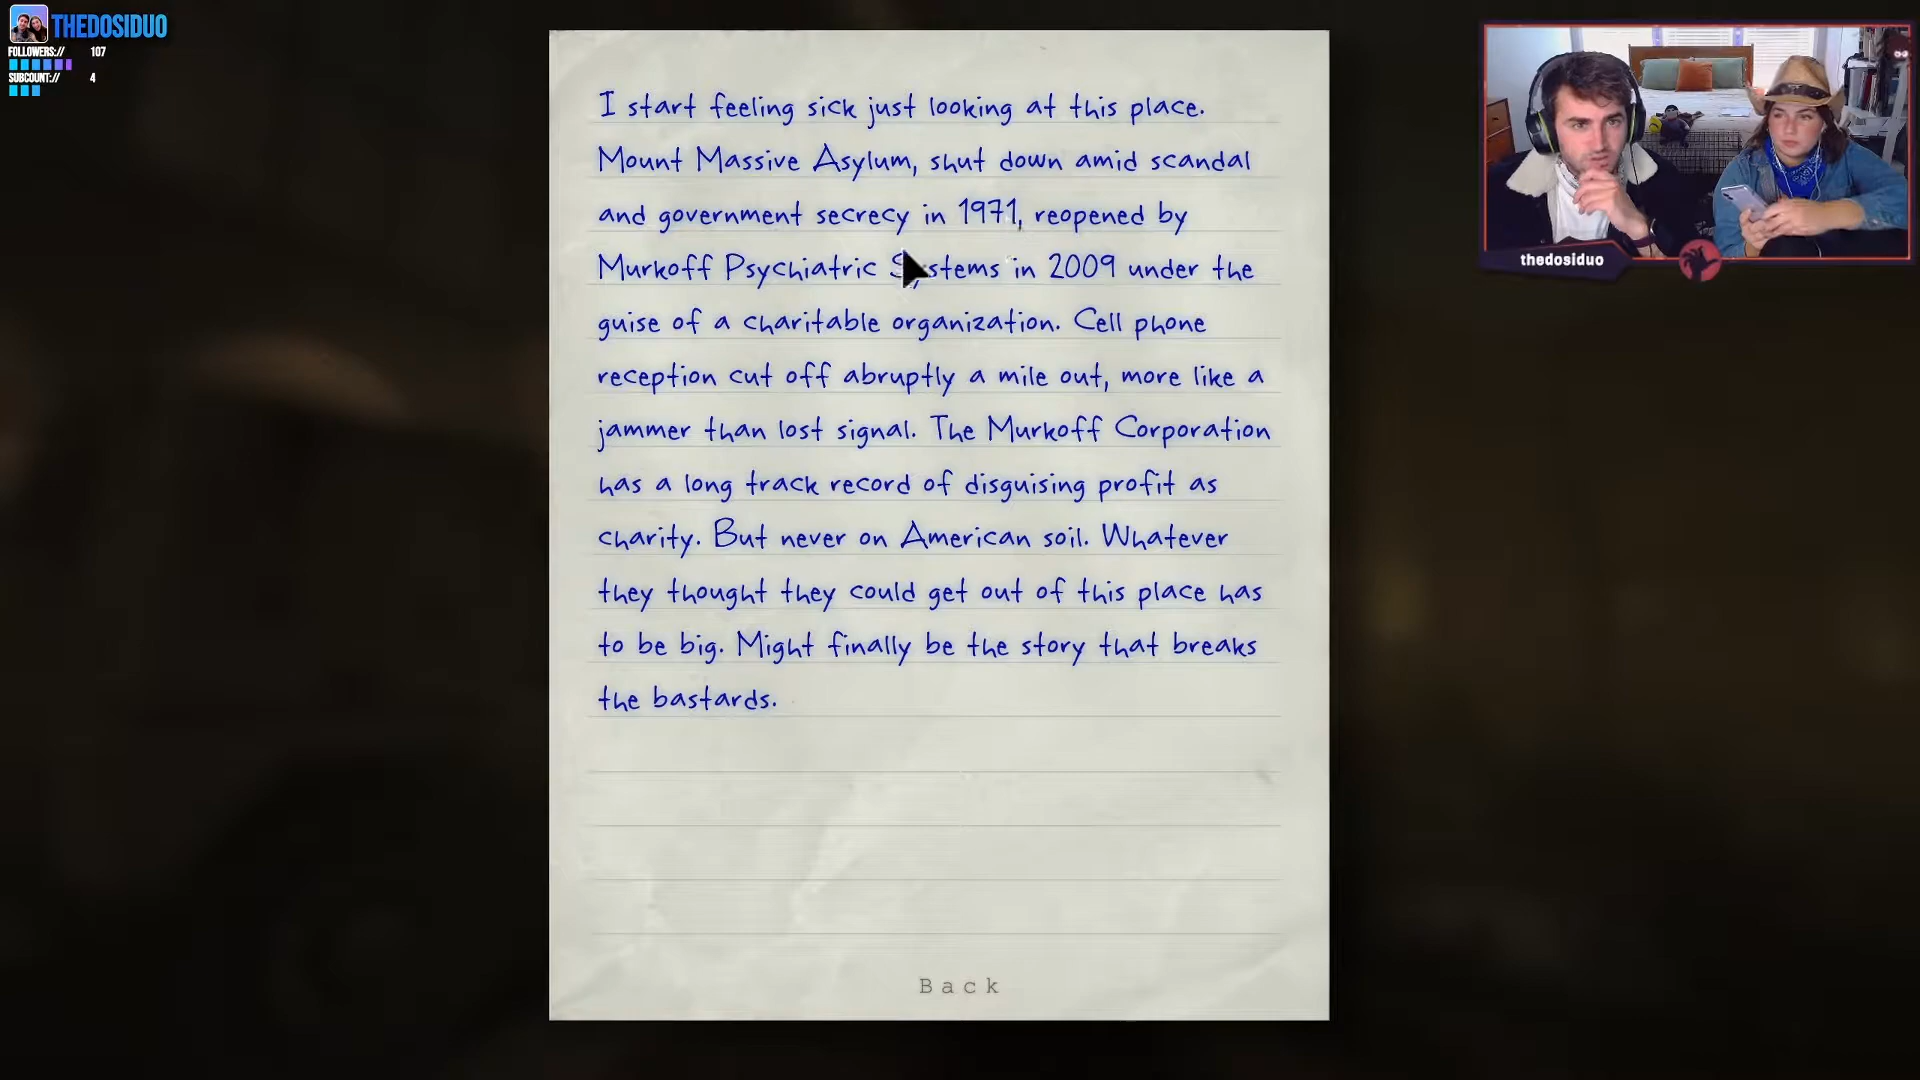 THEDOSIDUO
FOLLOWERS:// 107
SUBCOUNT:// 4
I start feeling sick just looking at this place.
Mount Massive Asylum, shut down amid scandal
and government secrecy in 1971, reopened by
Murkoff Psychiatric Systems in 2009 under the
guise of a charitable organization. Cell phone
reception cut off abruptly a mile out, more like a
jammer than lost signal. The Murkoff Corporation
has a long track record of disguising profit as
charity. But never on American soil. Whatever
they thought they could get out of this place has
to be big. Might finally be the story that breaks
the bastards.
Back
thedosiduo